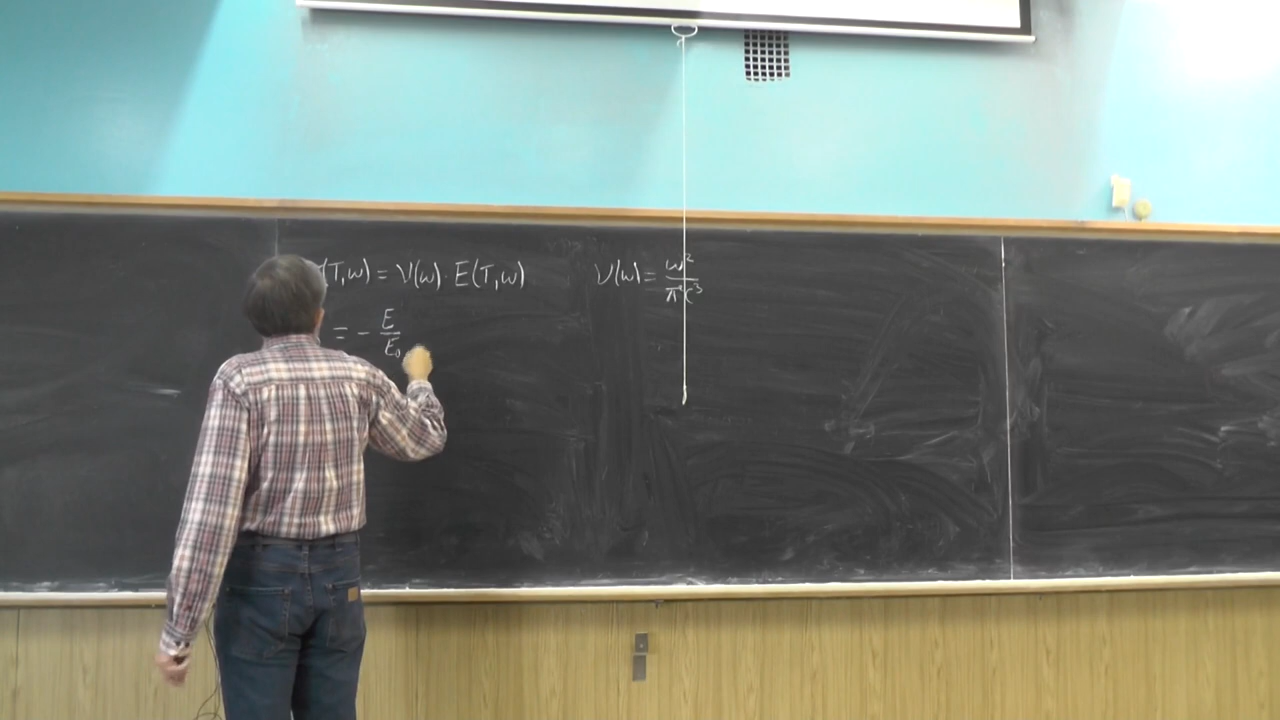 (T,ω) = ν(ω) · E(T,ω)    ν(ω) = ω²/π²c³
= - E/E₀